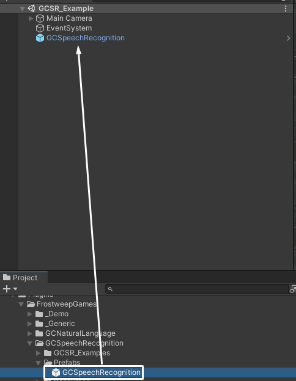 GCSR_Example
Main Camera
EventSystem
GCSpeechRecognition
Project
FrostweepGames
_Demo
_Generic
GCNaturalLanguage
GCSpeechRecognition
GCSR_Examples
Prefabs
GCSpeechRecognition